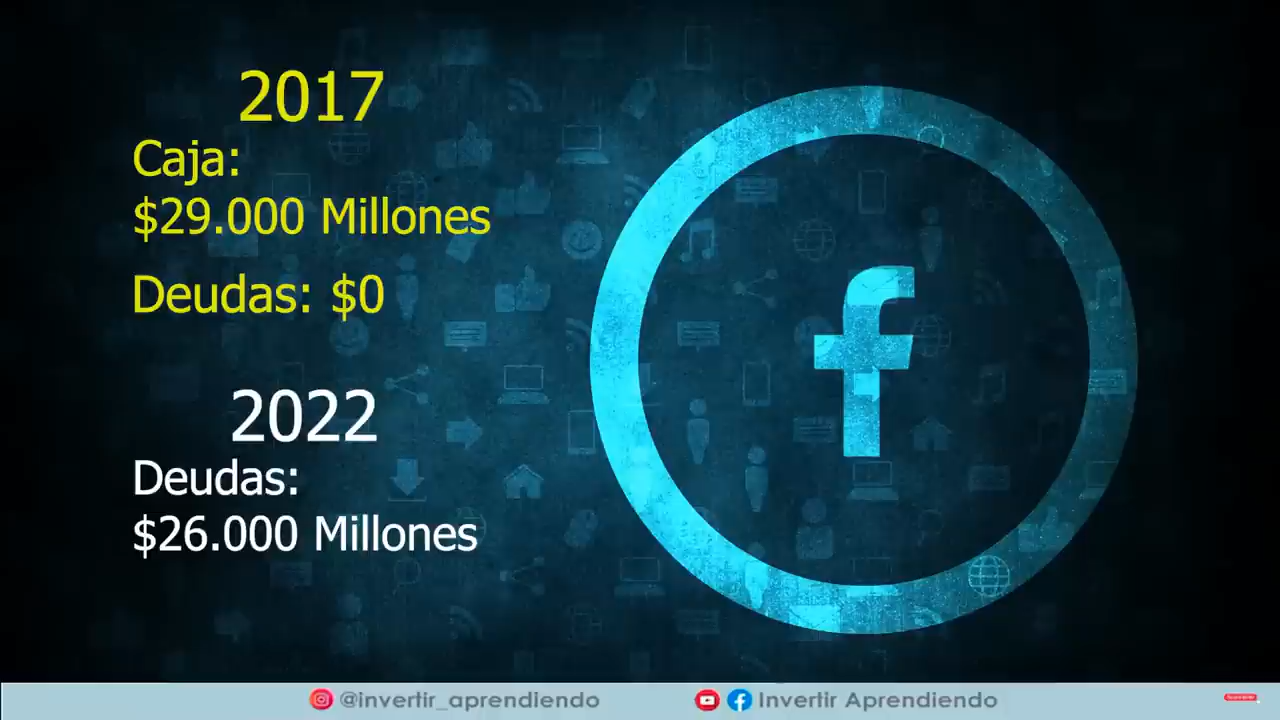 2017
Caja:
$29.000 Millones
Deudas: $0
2022
Deudas:
$26.000 Millones
f
@invertir_aprendiendo
Invertir Aprendiendo